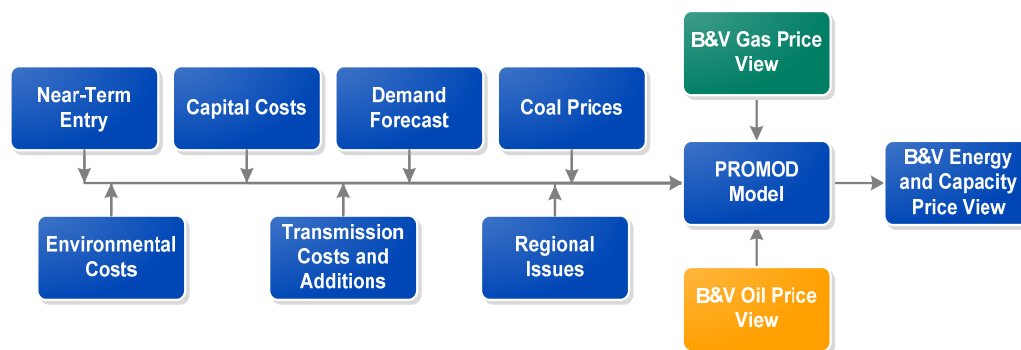 B&V Gas Price
View
Near-Term
Entry
Capital Costs
Demand
Forecast
Coal Prices
PROMOD
Model
B&V Energy
and Capacity
Price View
Environmental
Costs
Transmission
Costs and
Additions
Regional
Issues
B&V Oil Price
View